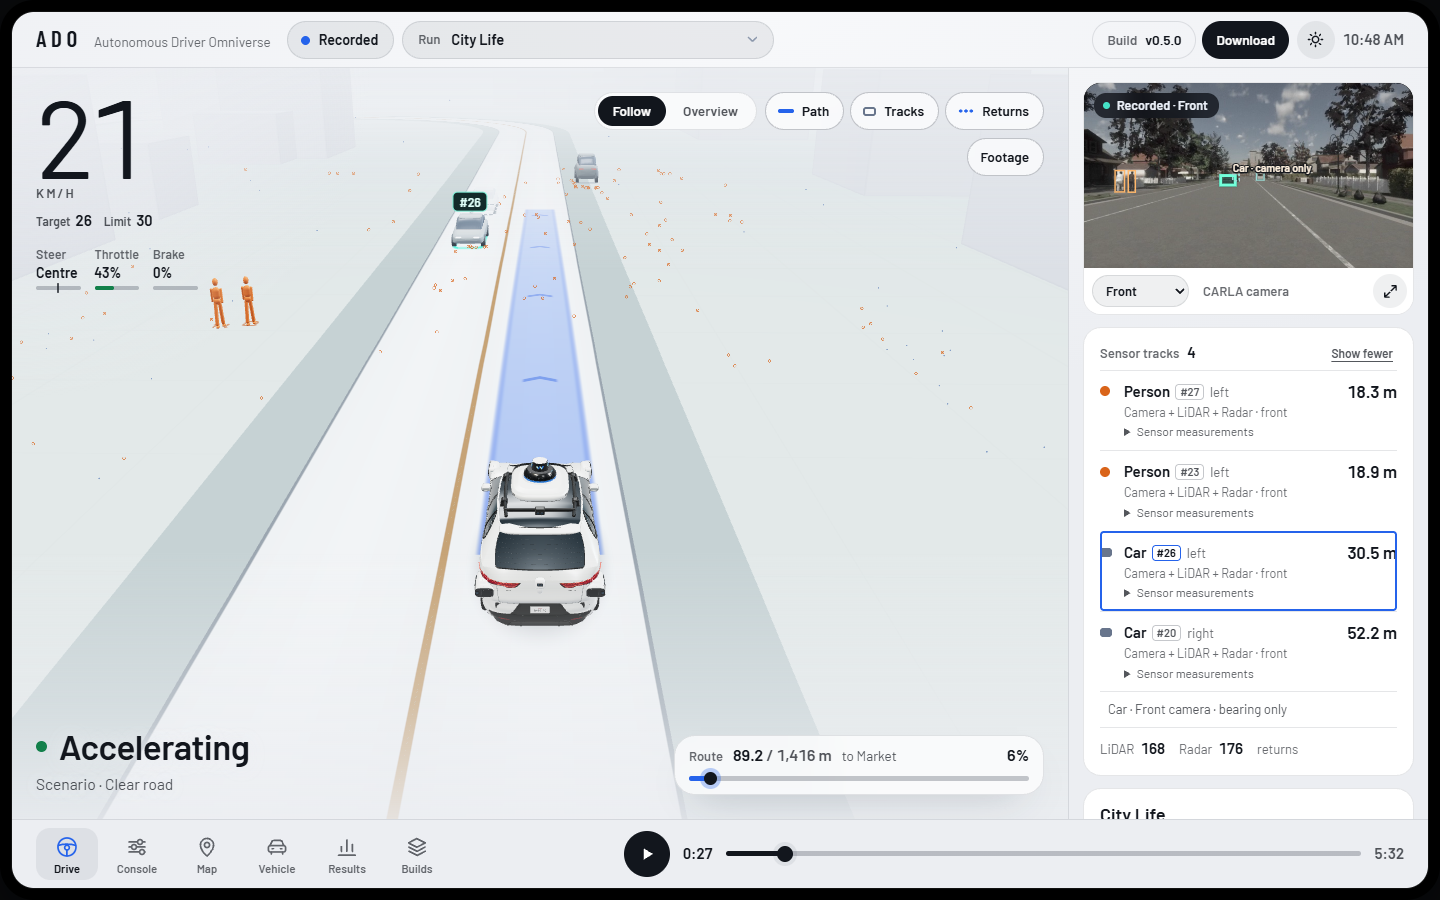 ADO Autonomous Driver Omniverse Recorded Run City Life Build v0.5.0 Download 10:48 AM
21
KM/H
Target 26 Limit 30
Steer Throttle Brake
Centre 43% 0%
Follow Overview Path Tracks Returns
Footage
#26
Accelerating
Scenario · Clear road
Route 89.2 / 1,416 m to Market 6%
Recorded · Front
Car · camera only
Front CARLA camera
Sensor tracks 4 Show fewer
Person #27 left 18.3 m
Camera + LiDAR + Radar · front
Sensor measurements
Person #23 left 18.9 m
Camera + LiDAR + Radar · front
Sensor measurements
Car #26 left 30.5 m
Camera + LiDAR + Radar · front
Sensor measurements
Car #20 right 52.2 m
Camera + LiDAR + Radar · front
Sensor measurements
Car · Front camera · bearing only
LiDAR 168 Radar 176 returns
City Life
Drive Console Map Vehicle Results Builds
0:27 5:32